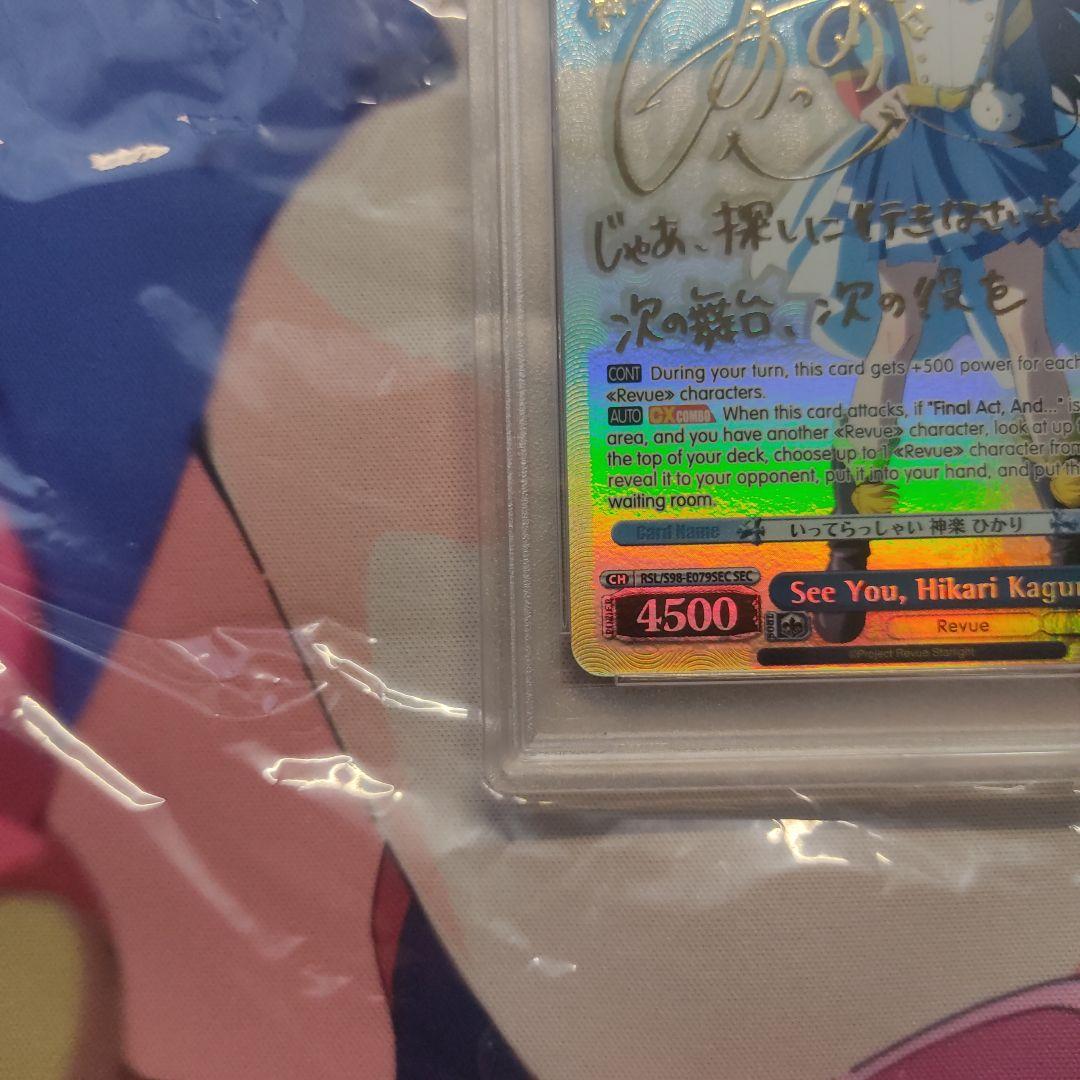 じゃあ、探しに行きなさいよ
次の舞台、次の役を
CONT During your turn, this card gets +500 power for each
«Revue» characters.
AUTO CX COMBO When this card attacks, if "Final Act, And..." is
area, and you have another «Revue» character, look at up
the top of your deck, choose up to 1 «Revue» character from
reveal it to your opponent, put it into your hand, and put th
waiting room.
Card Name いってらっしゃい 神楽 ひかり
CH RSL/S98-E079SEC SEC
POWER 4500 See You, Hikari Kagu
Revue
©Project Revue Starlight